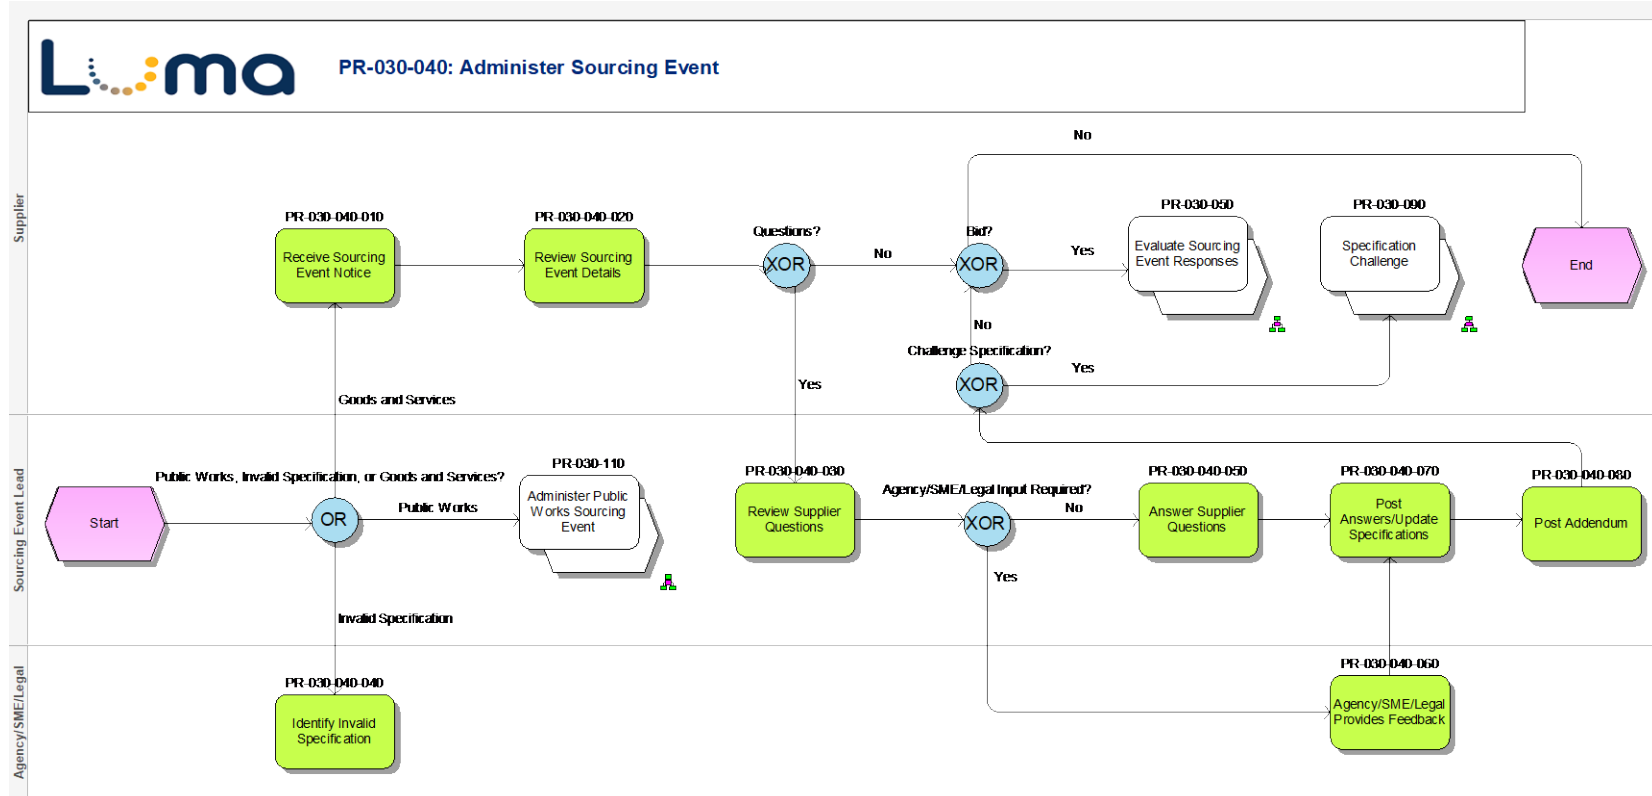 Luma
PR-030-040: Administer Sourcing Event
No
Supplier
PR-030-040-010
Receive Sourcing
Event Notice
PR-030-040-020
Review Sourcing
Event Details
Questions?
XOR
No
Bid?
XOR
Yes
PR-030-050
Evaluate Sourcing
Event Responses
PR-030-090
Specification
Challenge
End
No
Challenge Specification?
XOR
Yes
Yes
Goods and Services
Sourcing Event Lead
Start
Public Works, Invalid Specification, or Goods and Services?
OR
Public Works
PR-030-110
Administer Public
Works Sourcing
Event
PR-030-040-030
Review Supplier
Questions
Agency/SME/Legal Input Required?
XOR
No
PR-030-040-050
Answer Supplier
Questions
PR-030-040-070
Post
Answers/Update
Specifications
PR-030-040-080
Post Addendum
Yes
Invalid Specification
Agency/SME/Legal
PR-030-040-040
Identify Invalid
Specification
PR-030-040-060
Agency/SME/Legal
Provides Feedback